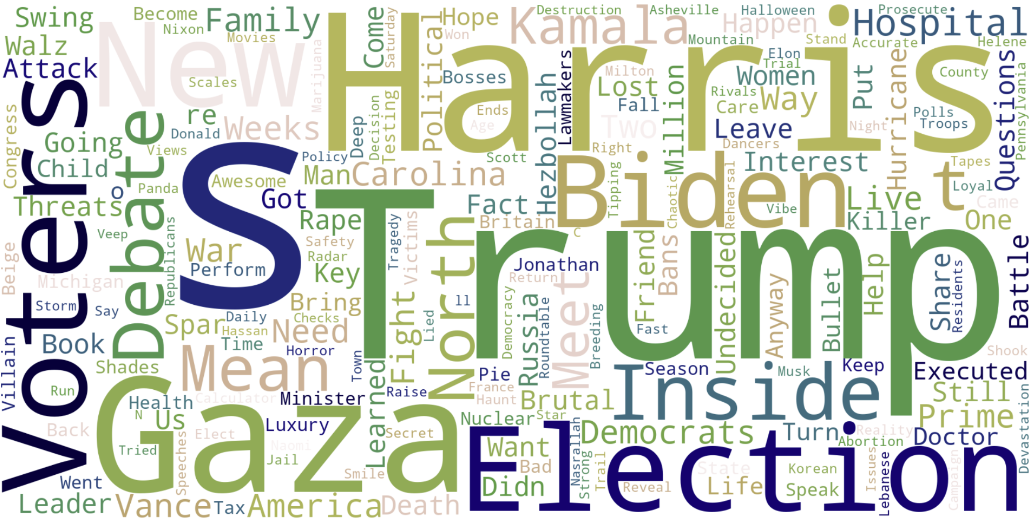 Swing
Become
Nixon
Family
Movies
Come
Saturday
Political
Hope
Won
Kamala
Destruction
Asheville
Mountain
Halloween
Happen
Elon
Trial
Prosecute
Stand
Accurate
Hospital
Helene
Walz
Attack
New
Scales
Marijuana
Harris
Bosses
Milton
Lawmakers
Lost
Rivals
Women
Care
Way
Put
County
Polls
Troops
Hurricane
Questions
Pennsylvania
Voters
Congress
Going
Child
Threats
re
Donald
Views
Weeks
Testing
Decision
Deep
Policy
Ends
Age
Scott
Two
Fall
Right
Million
Leave
Dancers
Night
Interest
Tapes
Loyal
Came
One
t
o
Panda
Veep
Debate
Republicans
S
Awesome
Got
Man
Carolina
Rape
Fact
Britain
Hezbollah
C
Biden
Tipping
Chaotic
Rehearsal
Vibe
Live
Killer
Beige
Michigan
War
Perform
Safety
Radar
Key
Tragedy
Victims
Trump
North
Jonathan
Return
Friend
Bans
Undecided
Anyway
Bullet
Help
Share
Residents
Battle
Storm
Say
Book
Spar
Daily
Hassan
Time
Bring
Checks
Need
Horror
ll
Lied
Fight
Democracy
Russia
Roundtable
Meet
Breeding
Fast
Villain
Run
Shades
Mean
Town
Learned
Raise
Pie
France
Haunt
Inside
Season
Musk
Keep
Shook
Executed
Still
Health
N
US
Gaza
Calculator
Minister
Luxury
Elect
Naomi
Jail
Secret
Nuclear
Brutal
Star
Democrats
Turn
Abortion
Reality
Prime
Doctor
Devastation
Back
Tried
Speeches
Smile
Election
Want
Bad
Didn
Nasrallah
Strong
Trail
Reveal
State
Life
Korean
Speak
Issues
Lebanese
Campaign
Went
Leader
Vance
Tax
America
Death